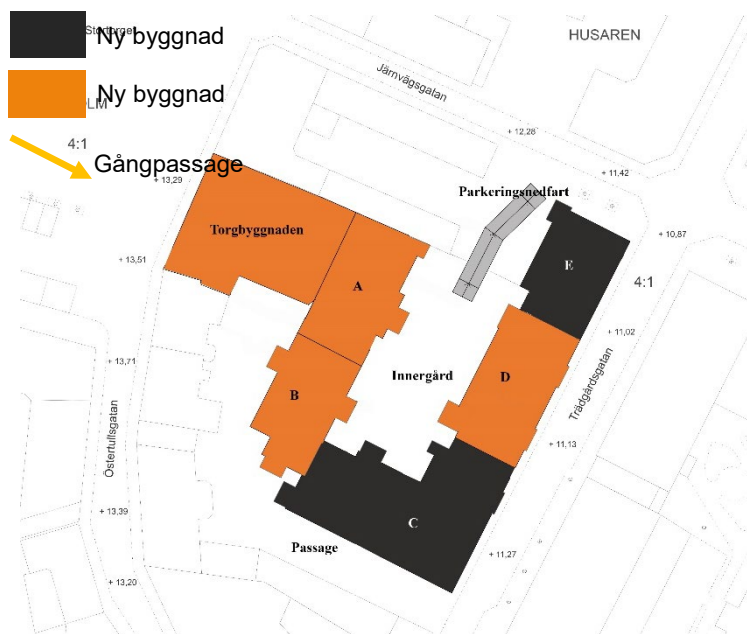 Stortorget
Ny byggnad
Ny byggnad
LM
4:1
Gångpassage
HUSAREN
Järnvägsgatan
+ 12,28
+ 11,42
+ 13,29
Parkeringsnedfart
+ 10,87
Torgbyggnaden
+ 13,51
E
4:1
A
+ 11,02
+ 13,71
Innergård
D
B
Trädgårdsgatan
Östertullsgatan
+ 11,13
+ 13,39
C
Passage
+ 11,27
+ 13,20